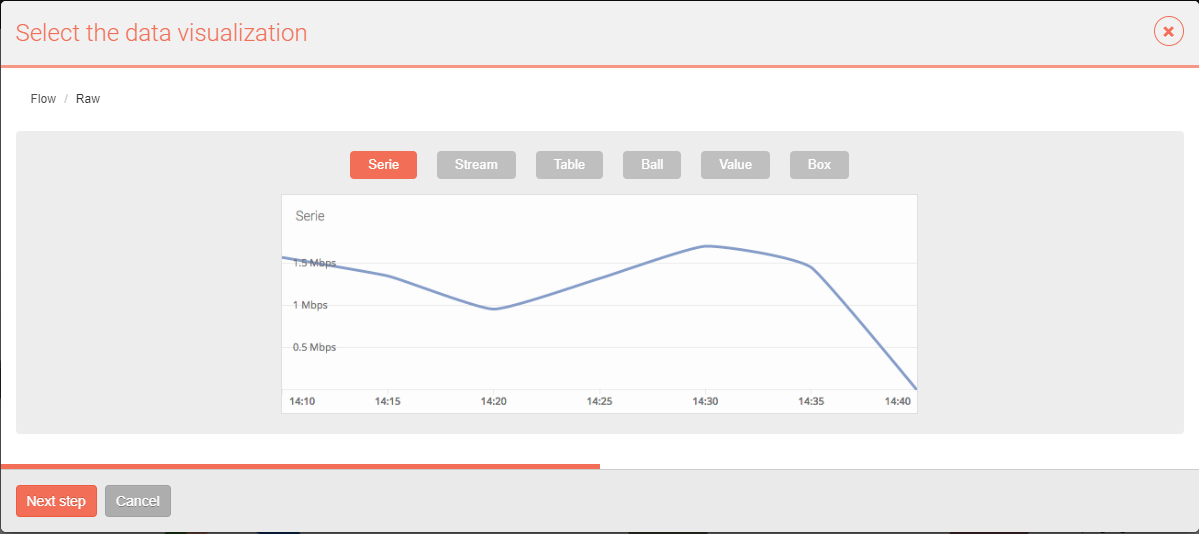 Select the data visualization
Flow / Raw
Serie Stream Table Ball Value Box
Serie
1.5 Mbps
1 Mbps
0.5 Mbps
14:10 14:15 14:20 14:25 14:30 14:35 14:40
Next step Cancel